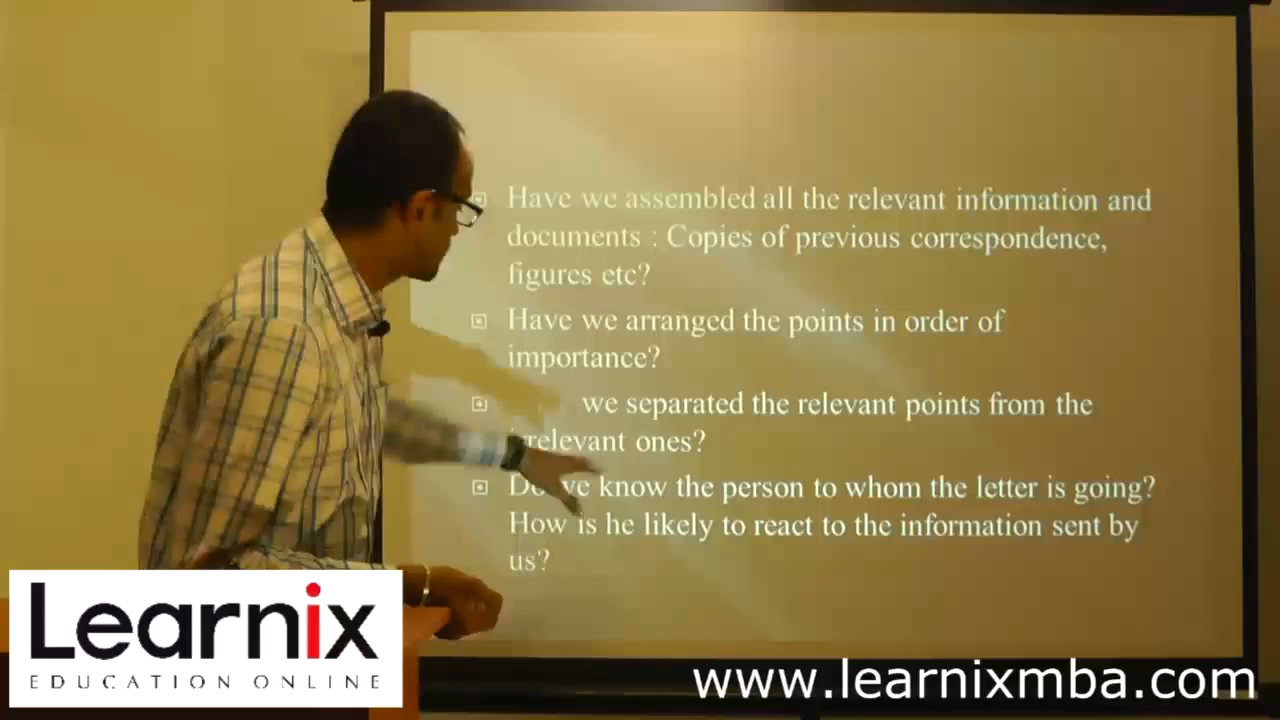 Have we assembled all the relevant information and
documents : Copies of previous correspondence,
figures etc?
Have we arranged the points in order of
importance?
we separated the relevant points from the
irrelevant ones?
Do we know the person to whom the letter is going?
How is he likely to react to the information sent by
us?
Learnix
EDUCATION ONLINE
www.learnixmba.com